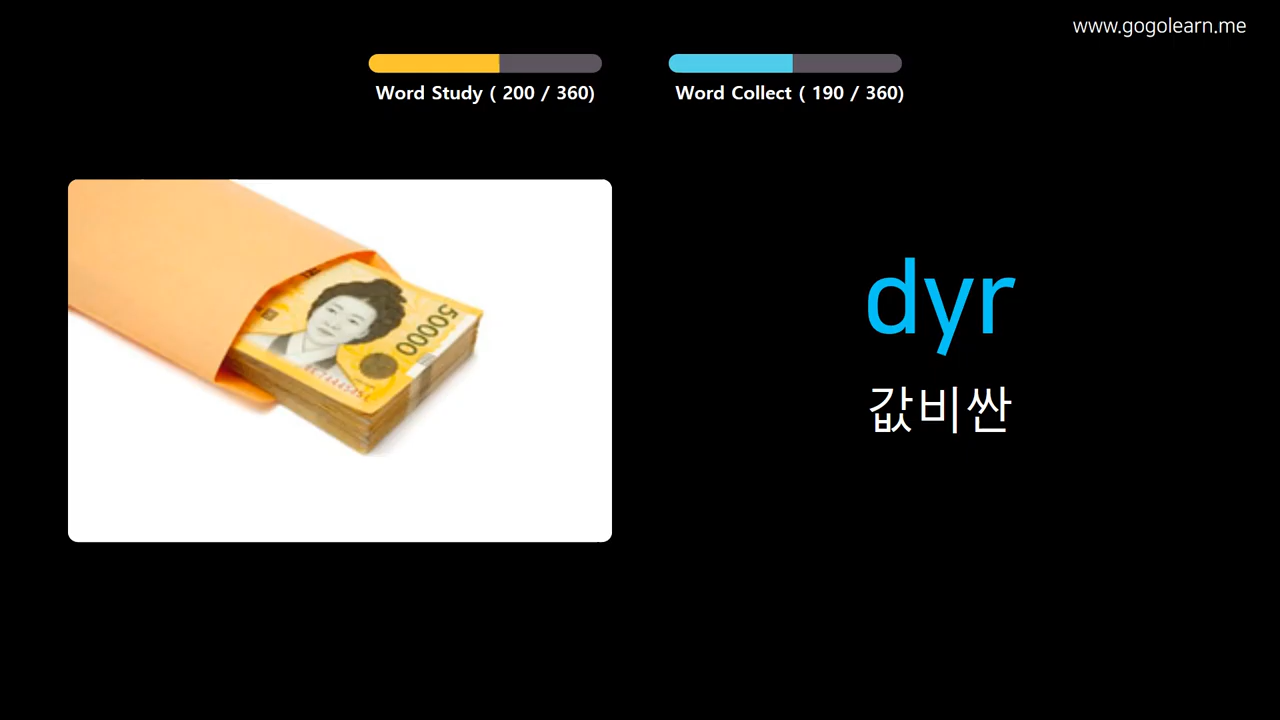 www.gogolearn.me
Word Study ( 200 / 360)
Word Collect ( 190 / 360)
50000
dyr
값비싼